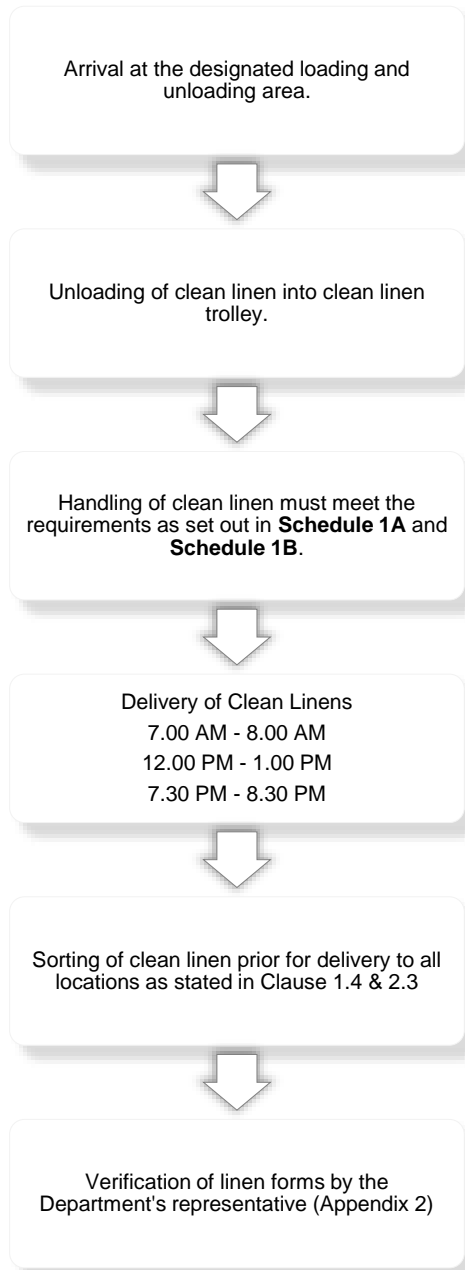 Arrival at the designated loading and
unloading area.
Unloading of clean linen into clean linen
trolley.
Handling of clean linen must meet the
requirements as set out in Schedule 1A and
Schedule 1B.
Delivery of Clean Linens
7.00 AM - 8.00 AM
12.00 PM - 1.00 PM
7.30 PM - 8.30 PM
Sorting of clean linen prior for delivery to all
locations as stated in Clause 1.4 & 2.3
Verification of linen forms by the
Department's representative (Appendix 2)